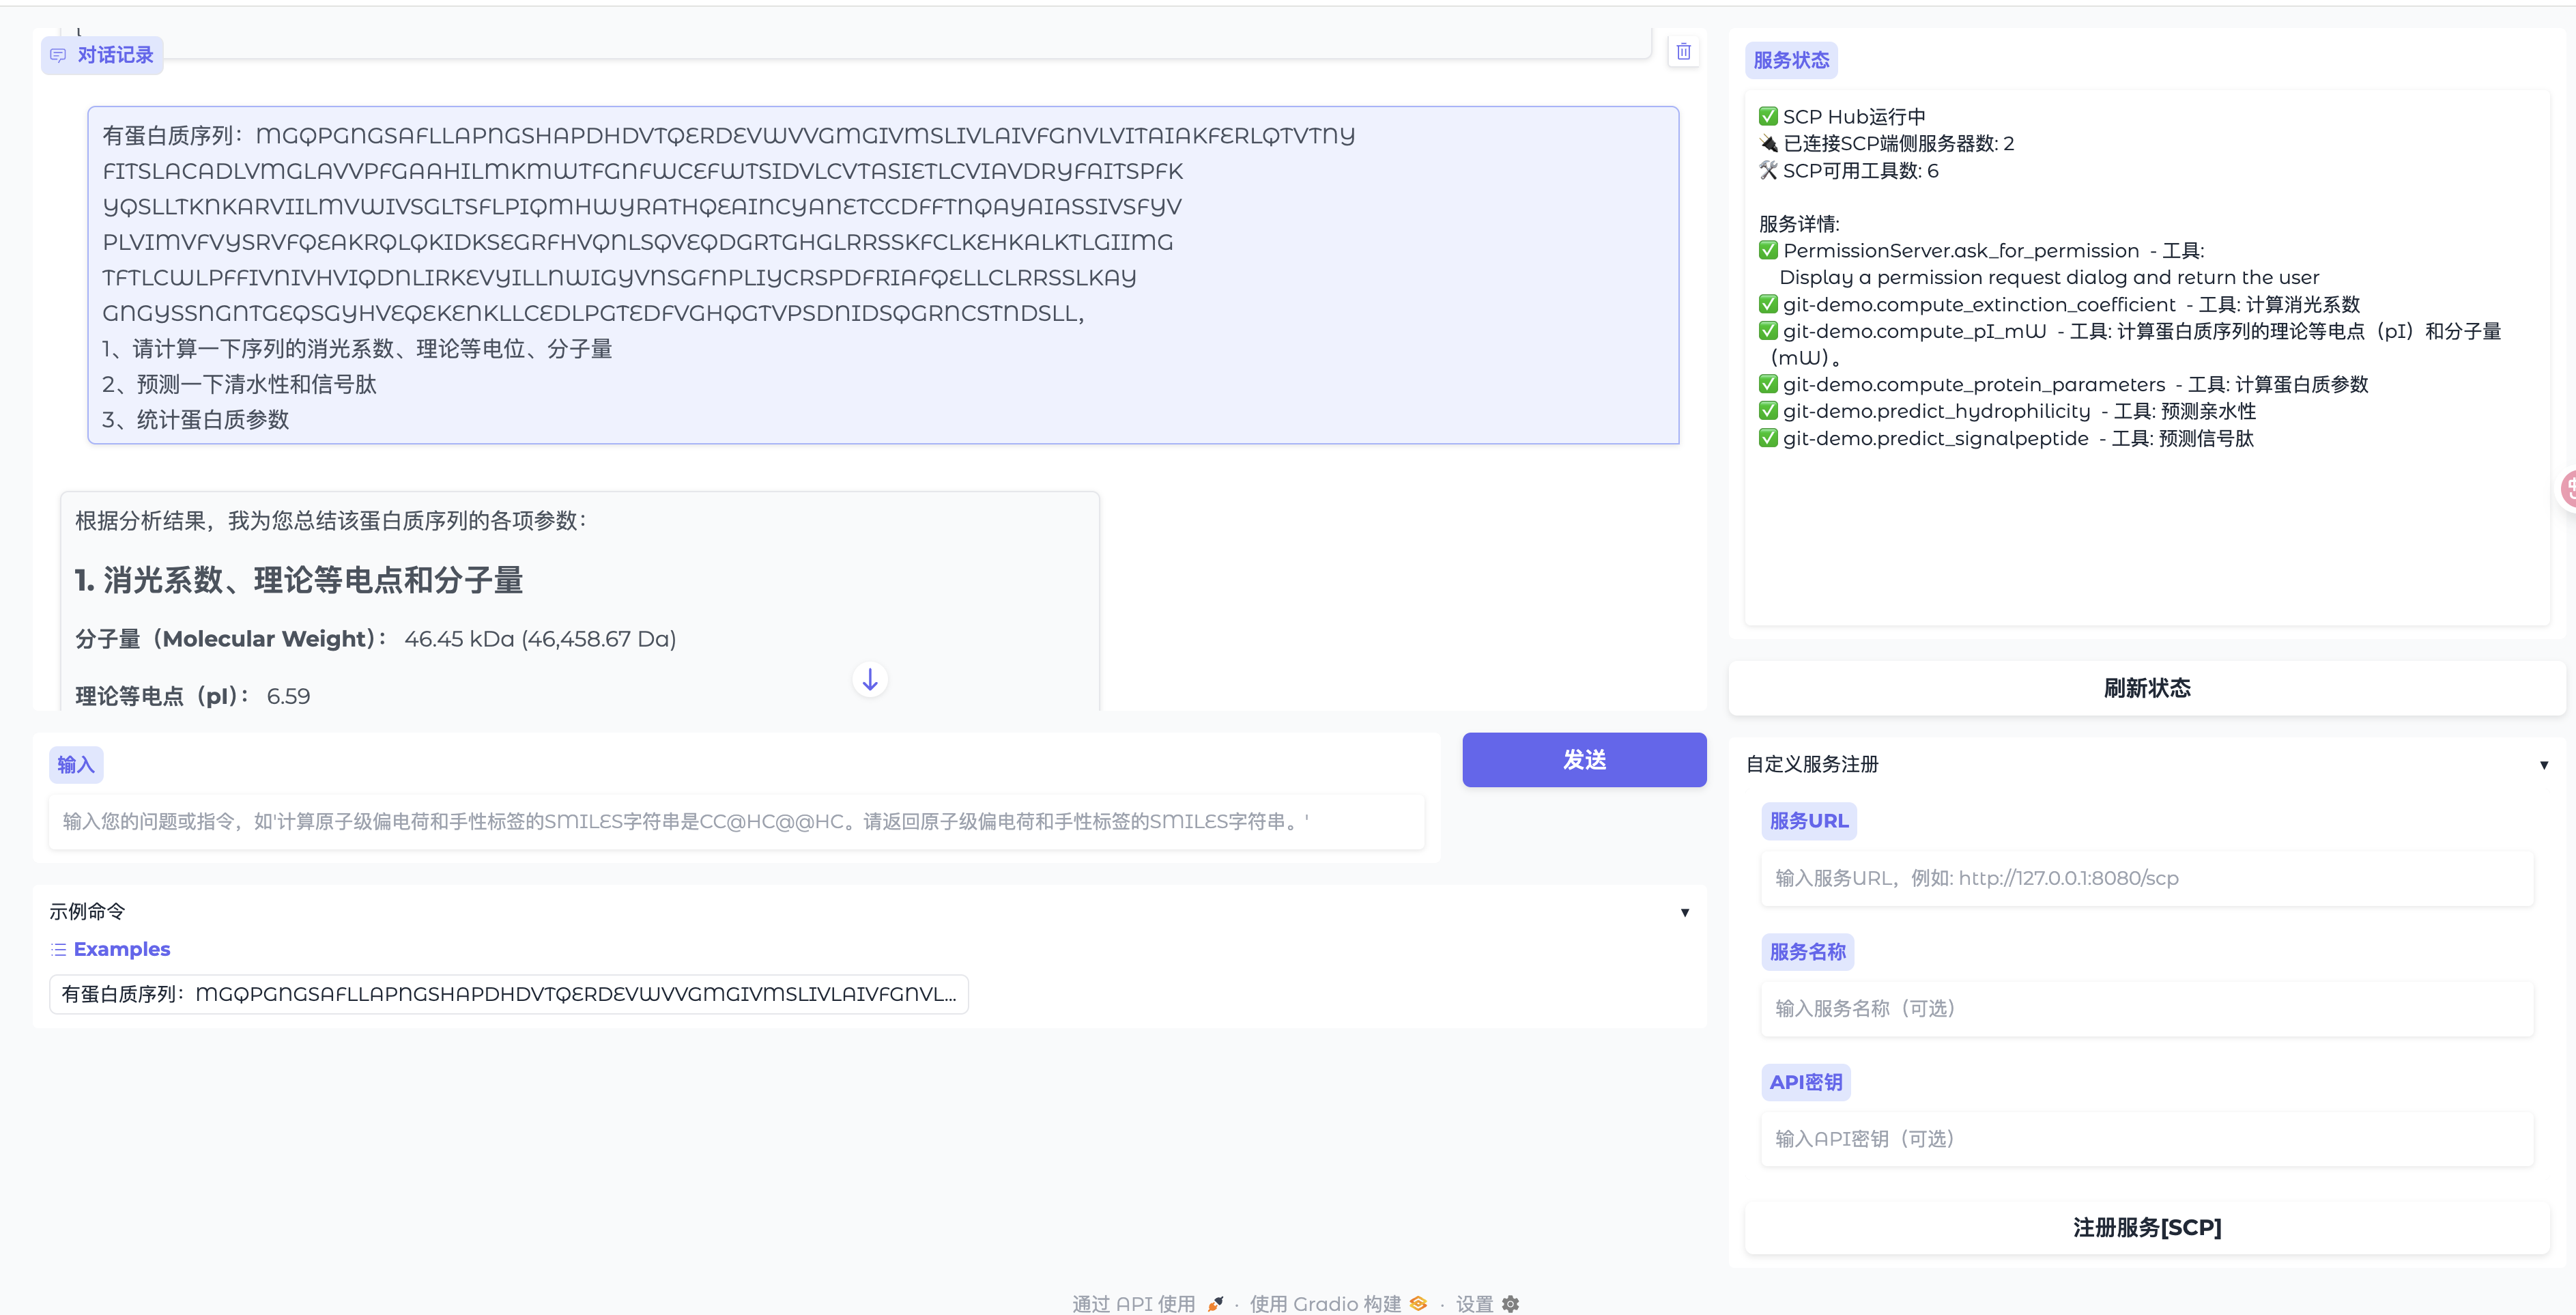 对话记录
有蛋白质序列：MGQPGNGSAFLLAPNGSHAPDHDVTQERDEVWVVGMGIVMSLIVLAIVFGNVLVITAIAKFERLQTVTNY
FITSLACADLVMGLAVVPFGAAHILMKMWTFGNFWCEFWTSIDVLCVTASIETLCVIAVDRYFAITSPFK
YQSLLTKNKARVIILMVWIVSGLTSFLPIQMHWYRATHQEAINCYANETCCDFFTNQAYAIASSIVSFYV
PLVIMVFVYSRVFQEAKRQLQKIDKSEGRFHVQNLSQVEQDGRTGHGLRRSSKFCLKEHKALKTLGIIMG
TFTLCWLPFFIVNIVHVIQDNLIRKEVYILLNWIGYVNSGFNPLIYCRSPDFRIAFQELLCLRRSSLKAY
GNGYSSNGNTGEQSGYHVEQEKENKLLCEDLPGTEDFVGHQGTVPSDNIDSQGRNCSTNDSLL，
1、请计算一下序列的消光系数、理论等电位、分子量
2、预测一下清水性和信号肽
3、统计蛋白质参数
根据分析结果，我为您总结该蛋白质序列的各项参数：
1. 消光系数、理论等电点和分子量
分子量（Molecular Weight）： 46.45 kDa (46,458.67 Da)
理论等电点（pI）： 6.59
输入
输入您的问题或指令，如'计算原子级偏电荷和手性标签的SMILES字符串是CC@HC@@HC。请返回原子级偏电荷和手性标签的SMILES字符串。'
发送
示例命令
▼
Examples
有蛋白质序列：MGQPGNGSAFLLAPNGSHAPDHDVTQERDEVWVVGMGIVMSLIVLAIVFGNVL...
服务状态
✅ SCP Hub运行中
🔌 已连接SCP端侧服务器数: 2
🛠️ SCP可用工具数: 6
服务详情:
✅ PermissionServer.ask_for_permission - 工具:
Display a permission request dialog and return the user
✅ git-demo.compute_extinction_coefficient - 工具: 计算消光系数
✅ git-demo.compute_pI_mW - 工具: 计算蛋白质序列的理论等电点（pI）和分子量
（mW）。
✅ git-demo.compute_protein_parameters - 工具: 计算蛋白质参数
✅ git-demo.predict_hydrophilicity - 工具: 预测亲水性
✅ git-demo.predict_signalpeptide - 工具: 预测信号肽
刷新状态
自定义服务注册
▼
服务URL
输入服务URL，例如: http://127.0.0.1:8080/scp
服务名称
输入服务名称（可选）
API密钥
输入API密钥（可选）
注册服务[SCP]
通过 API 使用 🚀 · 使用 Gradio 构建 · 设置 ⚙️